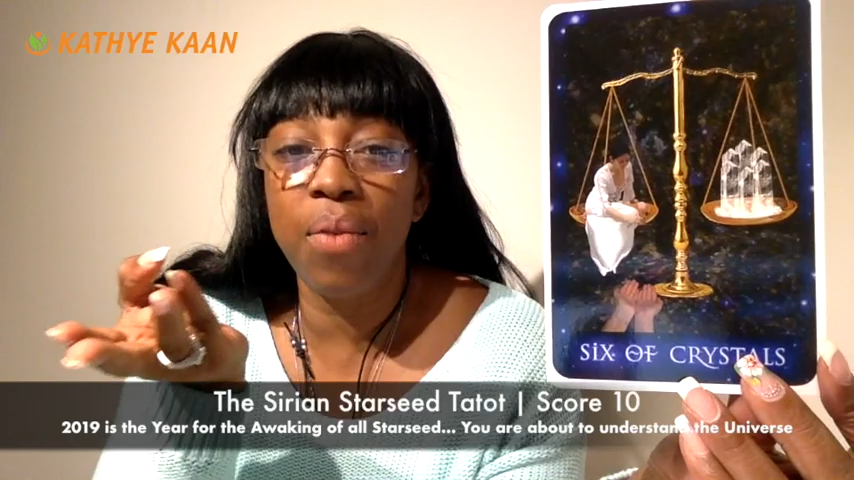 KATHYE KAAN
SIX OF CRYSTALS
The Sirian Starseed Tatot | Score 10
2019 is the Year for the Awaking of all Starseed... You are about to understand the Universe